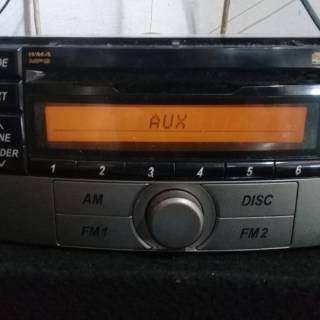 WMA
MP3
AUX
1 2 3 4 5 6
AM DISC
FM1 FM2